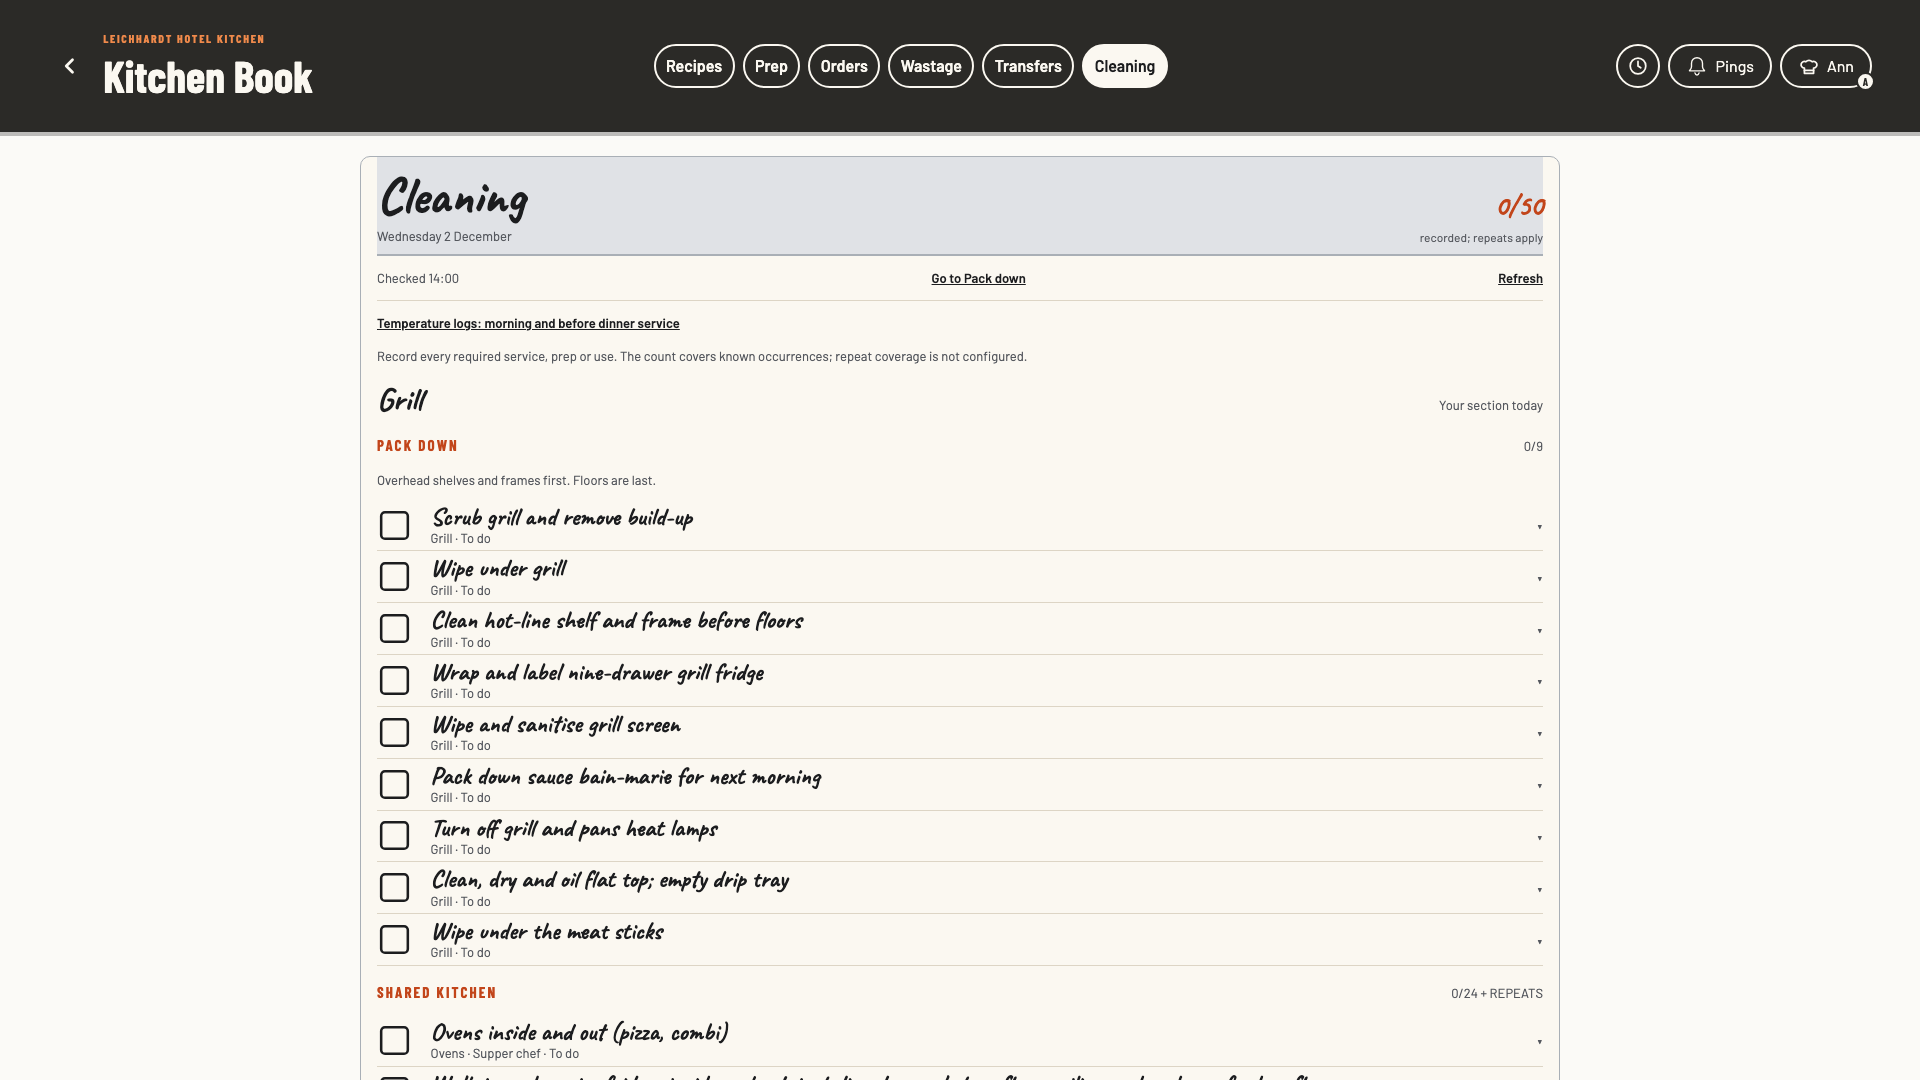 LEICHHARDT HOTEL KITCHEN
Kitchen Book
Recipes Prep Orders Wastage Transfers Cleaning
Pings Ann
A
Cleaning 0/50
Wednesday 2 December recorded; repeats apply
Checked 14:00 Go to Pack down Refresh
Temperature logs: morning and before dinner service
Record every required service, prep or use. The count covers known occurrences; repeat coverage is not configured.
Grill Your section today
PACK DOWN 0/9
Overhead shelves and frames first. Floors are last.
Scrub grill and remove build-up
Grill · To do
Wipe under grill
Grill · To do
Clean hot-line shelf and frame before floors
Grill · To do
Wrap and label nine-drawer grill fridge
Grill · To do
Wipe and sanitise grill screen
Grill · To do
Pack down sauce bain-marie for next morning
Grill · To do
Turn off grill and pans heat lamps
Grill · To do
Clean, dry and oil flat top; empty drip tray
Grill · To do
Wipe under the meat sticks
Grill · To do
SHARED KITCHEN 0/24 + REPEATS
Ovens inside and out (pizza, combi)
Ovens · Supper chef · To do